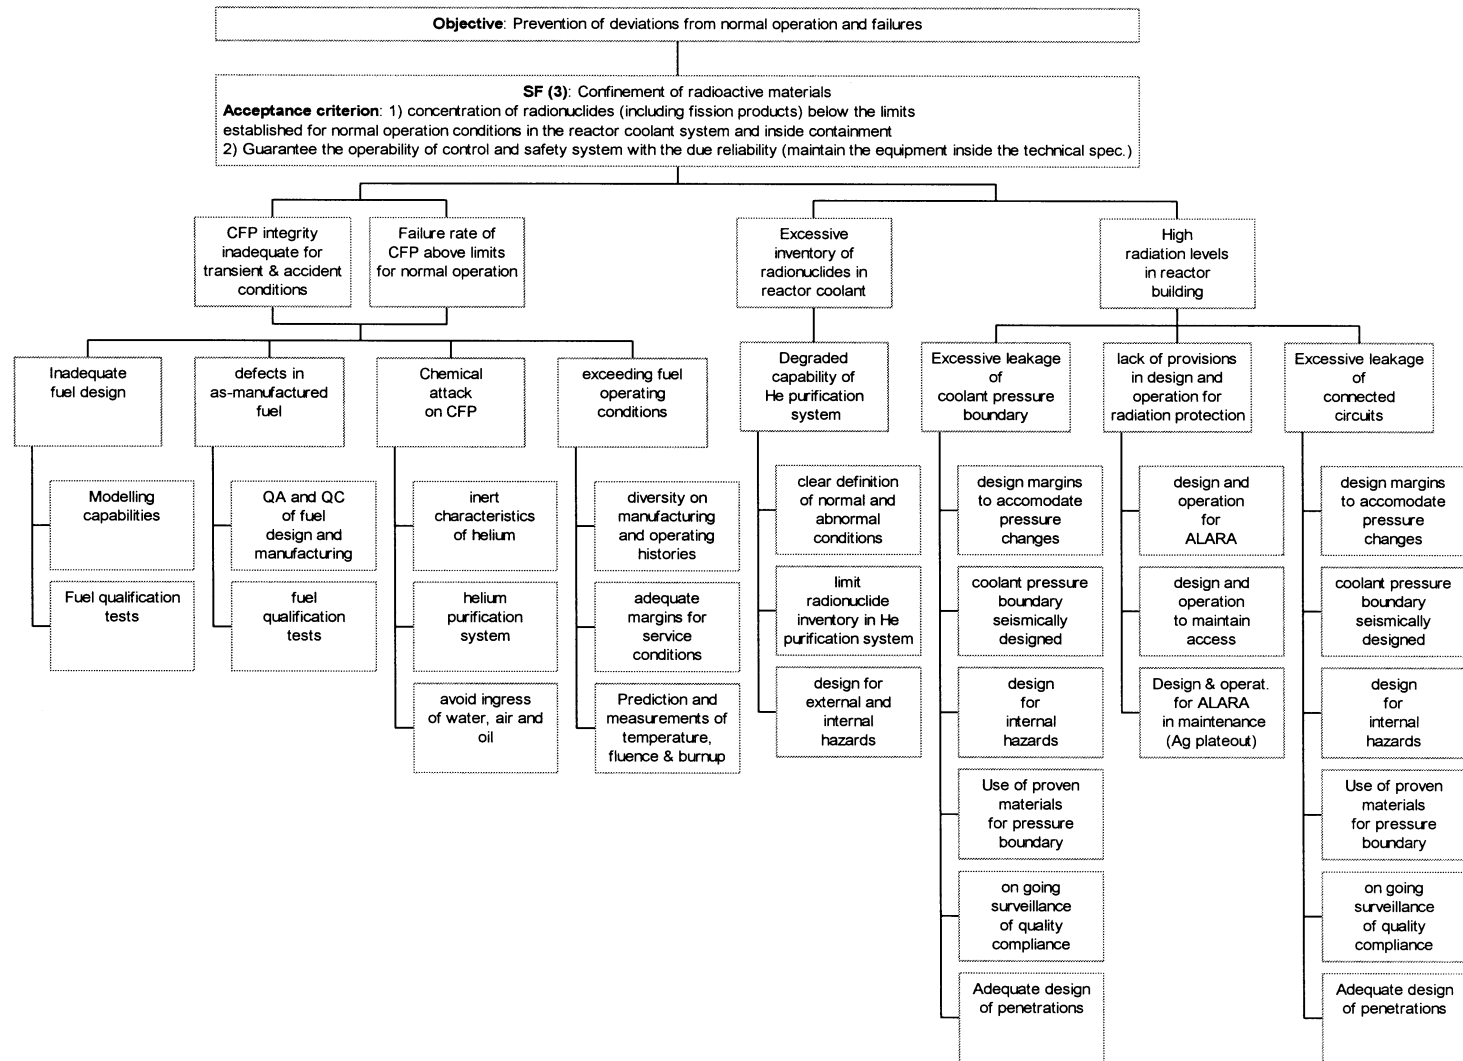 Objective: Prevention of deviations from normal operation and failures
SF (3): Confinement of radioactive materials
Acceptance criterion: 1) concentration of radionuclides (including fission products) below the limits
established for normal operation conditions in the reactor coolant system and inside containment
2) Guarantee the operability of control and safety system with the due reliability (maintain the equipment inside the technical spec.)
CFP integrity
inadequate for
transient & accident
conditions
Failure rate of
CFP above limits
for normal operation
Excessive
inventory of
radionuclides in
reactor coolant
High
radiation levels
in reactor
building
Inadequate
fuel design
defects in
as-manufactured
fuel
Chemical
attack
on CFP
exceeding fuel
operating
conditions
Degraded
capability of
He purification
system
Excessive leakage
of
coolant pressure
boundary
lack of provisions
in design and
operation for
radiation protection
Excessive leakage
of
connected
circuits
Modelling
capabilities
Fuel qualification
tests
QA and QC
of fuel
design and
manufacturing
fuel
qualification
tests
inert
characteristics
of helium
helium
purification
system
avoid ingress
of water, air and
oil
diversity on
manufacturing
and operating
histories
adequate
margins for
service
conditions
Prediction and
measurements of
temperature,
fluence & burnup
clear definition
of normal and
abnormal
conditions
limit
radionuclide
inventory in He
purification system
design for
external and
internal
hazards
design margins
to accomodate
pressure
changes
coolant pressure
boundary
seismically
designed
design
for
internal
hazards
Use of proven
materials
for pressure
boundary
on going
surveillance
of quality
compliance
Adequate design
of penetrations
design and
operation
for
ALARA
design and
operation
to maintain
access
Design & operat.
for ALARA
in maintenance
(Ag plateout)
design margins
to accomodate
pressure
changes
coolant pressure
boundary
seismically
designed
design
for
internal
hazards
Use of proven
materials
for pressure
boundary
on going
surveillance
of quality
compliance
Adequate design
of penetrations